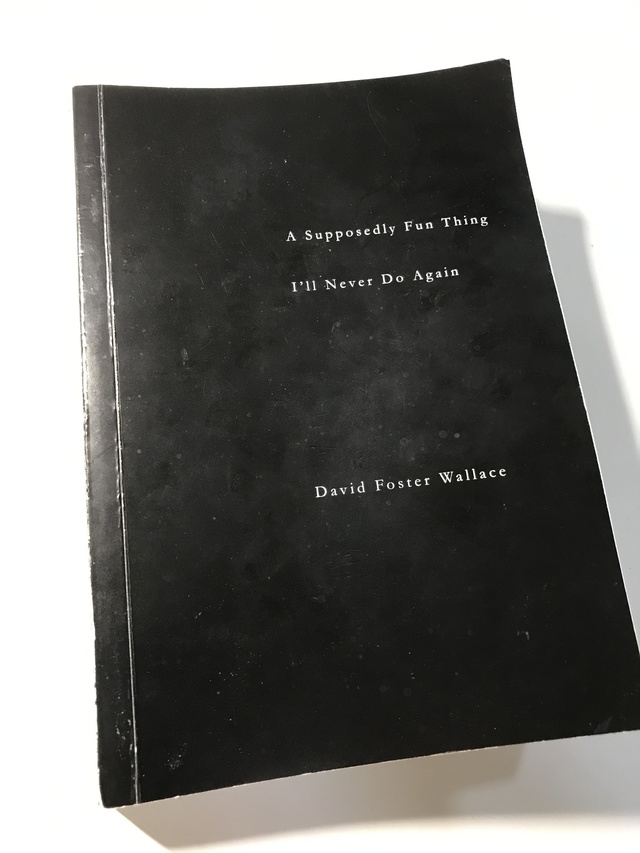 A Supposedly Fun Thing
I'll Never Do Again
David Foster Wallace